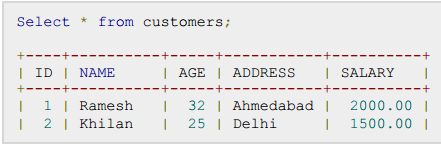 Select * from customers;
+----+----------+-----+-----------+----------+
| ID | NAME     | AGE | ADDRESS   | SALARY   |
+----+----------+-----+-----------+----------+
|  1 | Ramesh   |  32 | Ahmedabad |  2000.00 |
|  2 | Khilan   |  25 | Delhi     |  1500.00 |